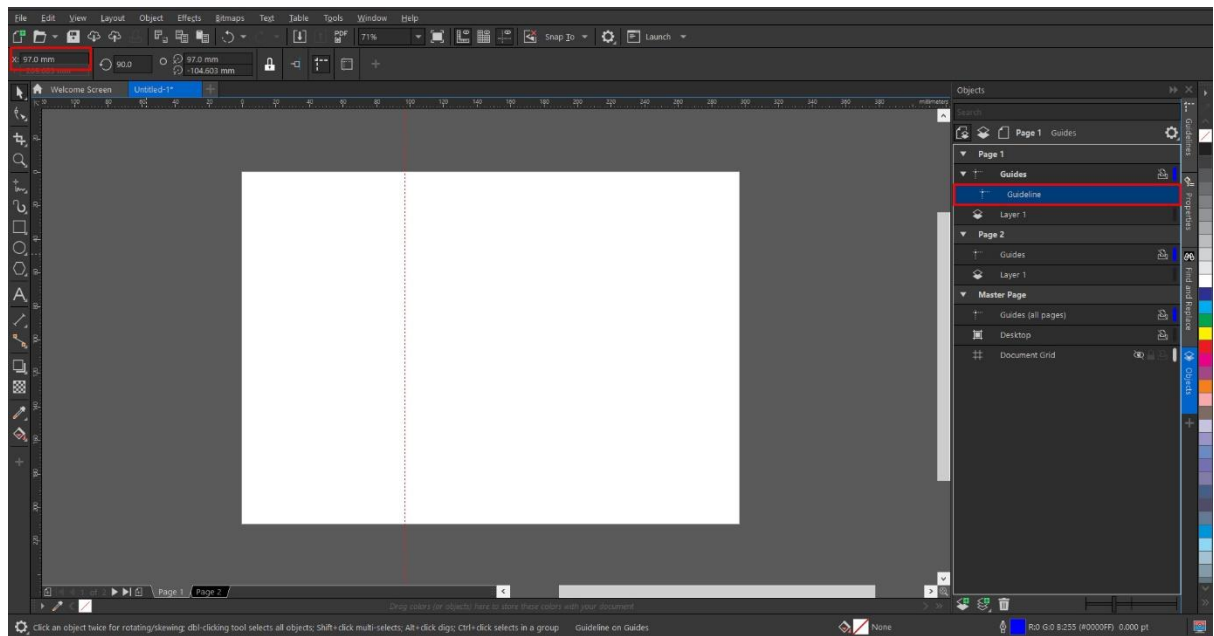 File Edit View Layout Object Effects Bitmaps Text Table Tools Window Help
PDF 71% Snap To Launch
X: 97.0 mm 90.0 97.0 mm
-104.603 mm
Welcome Screen Untitled-1* Objects
millimeters
Search
Page 1 Guides
Page 1
Guides
Guideline
Layer 1
Page 2
Guides
Layer 1
Master Page
Guides (all pages)
Desktop
Document Grid
Guidelines
Properties
Find and Replace
Objects
of 2 Page 1 Page 2
Drag colors (or objects) here to store these colors with your document
Click an object twice for rotating/skewing; dbl-clicking tool selects all objects; Shift+click multi-selects; Alt+click digs; Ctrl+click selects in a group Guideline on Guides None R:0 G:0 B:255 (#0000FF) 0.000 pt